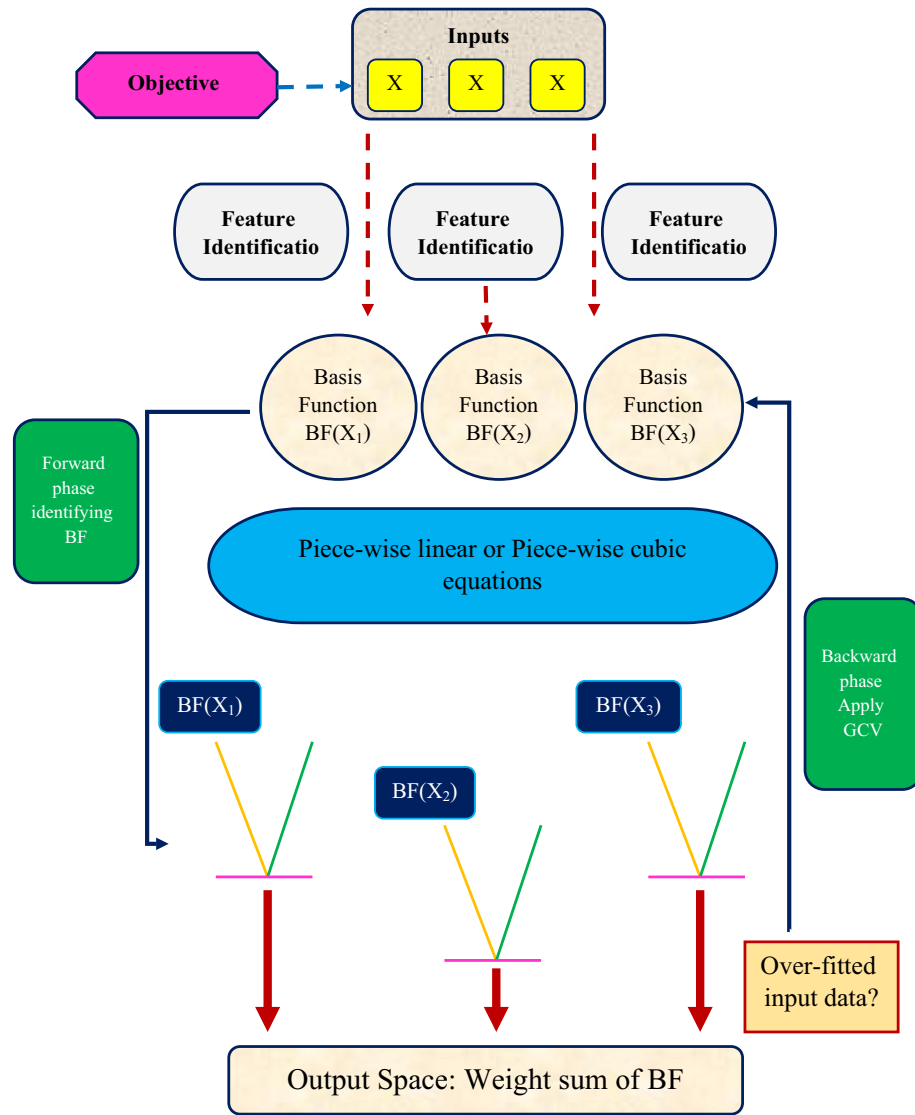 Inputs
Objective
X X X
Feature
Identificatio
Feature
Identificatio
Feature
Identificatio
Basis
Function
BF(X₁)
Basis
Function
BF(X₂)
Basis
Function
BF(X₃)
Forward
phase
identifying
BF
Piece-wise linear or Piece-wise cubic
equations
Backward
phase
Apply
GCV
BF(X₁)
BF(X₂)
BF(X₃)
Over-fitted
input data?
Output Space: Weight sum of BF